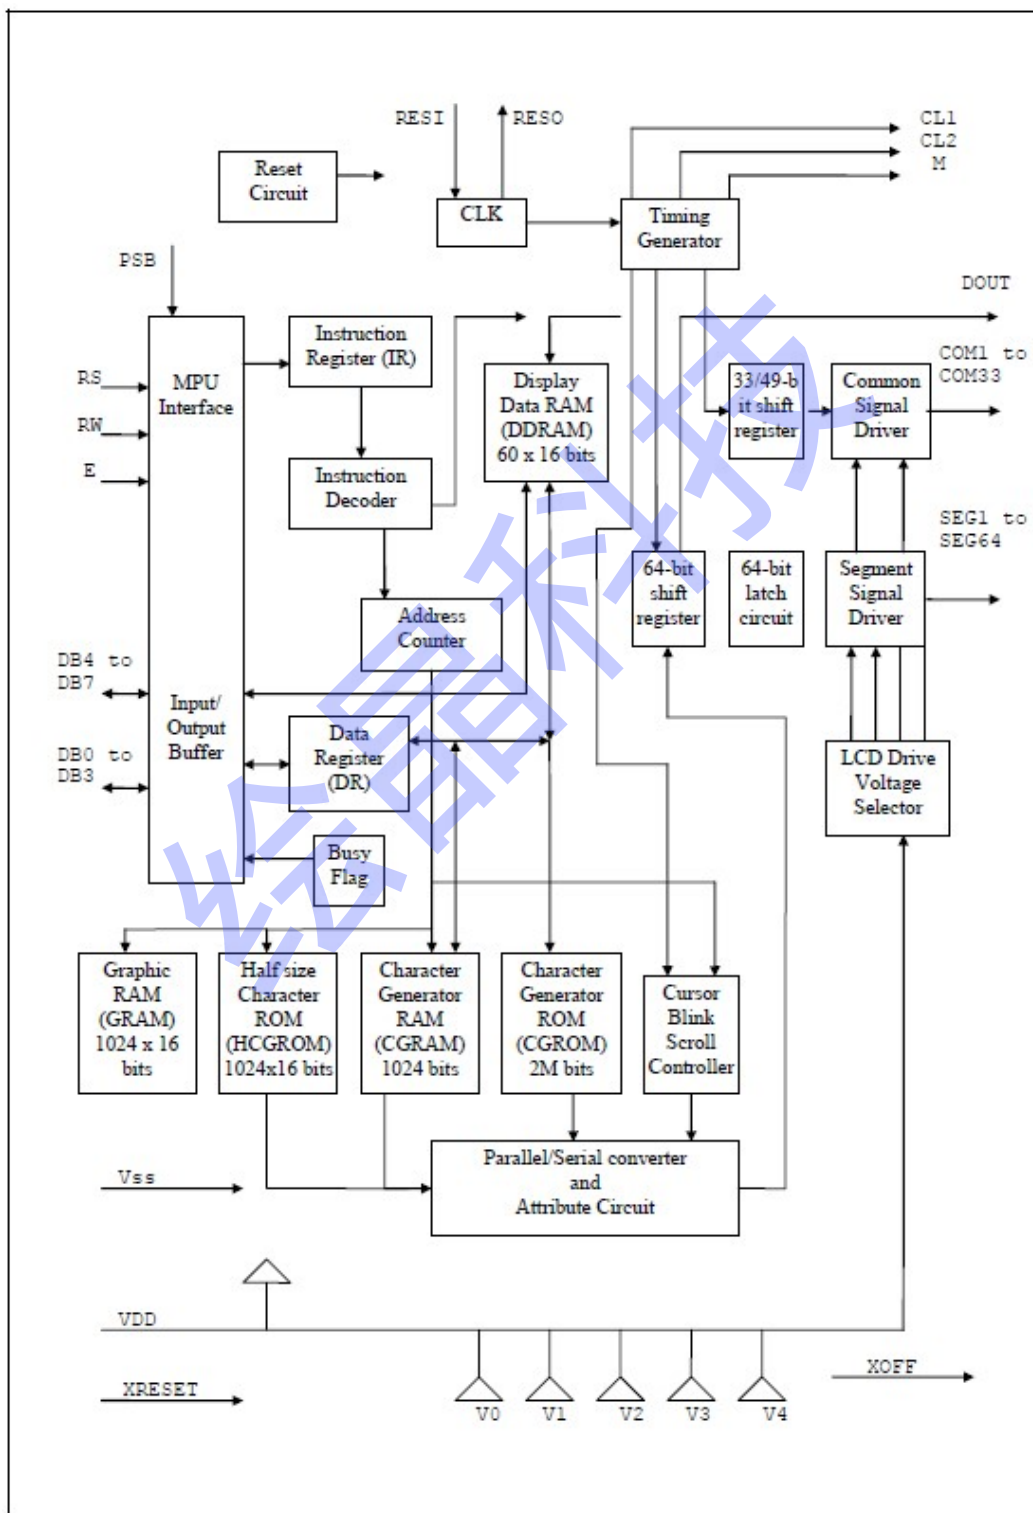 RESI
RESO
CL1
CL2
M
Reset
Circuit
CLK
Timing
Generator
PSB
DOUT
MPU
Interface
Instruction
Register (IR)
Display
Data RAM
(DDRAM)
60 x 16 bits
33/49-b
it shift
register
Common
Signal
Driver
COM1 to
COM33
RS
RW
E
Instruction
Decoder
SEG1 to
SEG64
64-bit
shift
register
64-bit
latch
circuit
Segment
Signal
Driver
Address
Counter
DB4 to
DB7
Input/
Output
Buffer
Data
Register
(DR)
DB0 to
DB3
LCD Drive
Voltage
Selector
Busy
Flag
Graphic
RAM
(GRAM)
1024 x 16
bits
Half size
Character
ROM
(HCGROM)
1024x16 bits
Character
Generator
RAM
(CGRAM)
1024 bits
Character
Generator
ROM
(CGROM)
2M bits
Cursor
Blink
Scroll
Controller
Parallel/Serial converter
and
Attribute Circuit
Vss
VDD
XRESET
V0
V1
V2
V3
V4
XOFF
绘晶科技